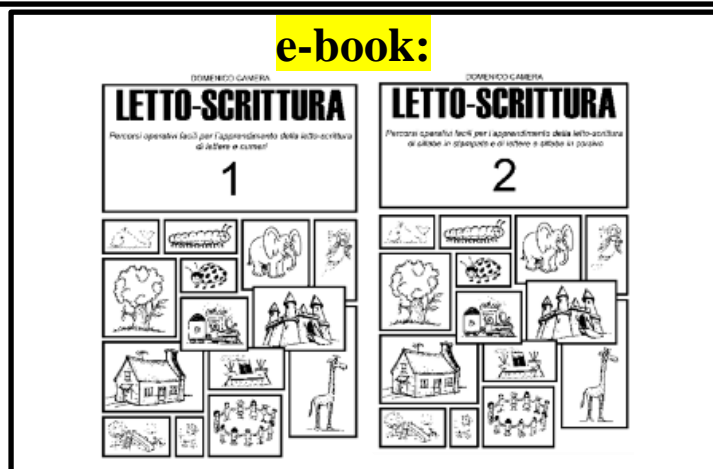 e-book:
DOMENICO CAMERA
LETTO-SCRITTURA
Percorsi operativi facili per l'apprendimento della letto-scrittura
di lettere e numeri
1
DOMENICO CAMERA
LETTO-SCRITTURA
Percorsi operativi facili per l'apprendimento della letto-scrittura
di sillabe in stampato e di lettere e sillabe in corsivo
2